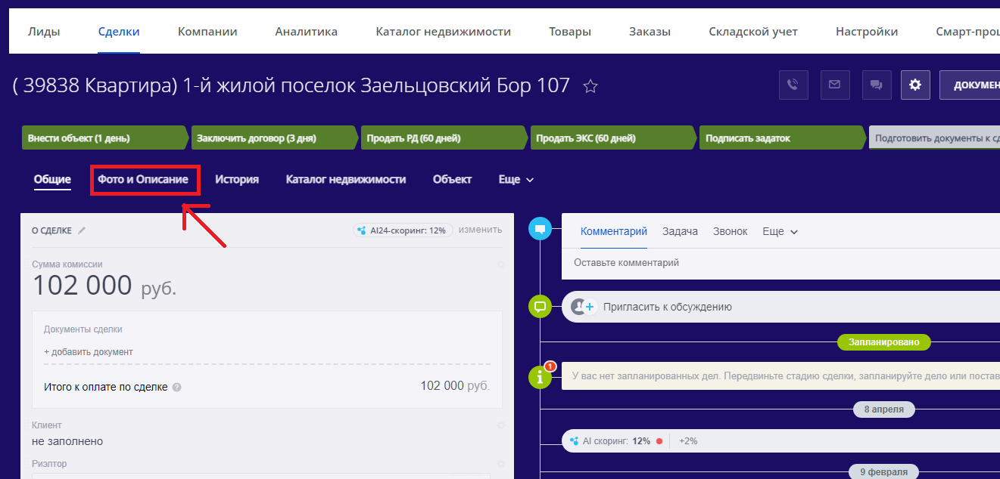 Лиды Сделки Компании Аналитика Каталог недвижимости Товары Заказы Складской учет Настройки Смарт-проц
( 39838 Квартира) 1-й жилой поселок Заельцовский Бор 107
ДОКУМЕН
Внести объект (1 день) Заключить договор (3 дня) Продать РД (60 дней) Продать ЭКС (60 дней) Подписать задаток Подготовить документы к сд
Общие Фото и Описание История Каталог недвижимости Объект Еще
О СДЕЛКЕ AI24-скоринг: 12% изменить
Сумма комиссии
102 000 руб.
Документы сделки
+ добавить документ
Итого к оплате по сделке ? 102 000 руб.
Клиент
не заполнено
Риэлтор
Комментарий Задача Звонок Еще
Оставьте комментарий
Пригласить к обсуждению
Запланировано
1
У вас нет запланированных дел. Передвиньте стадию сделки, запланируйте дело или постав
8 апреля
AI скоринг: 12% +2%
9 февраля